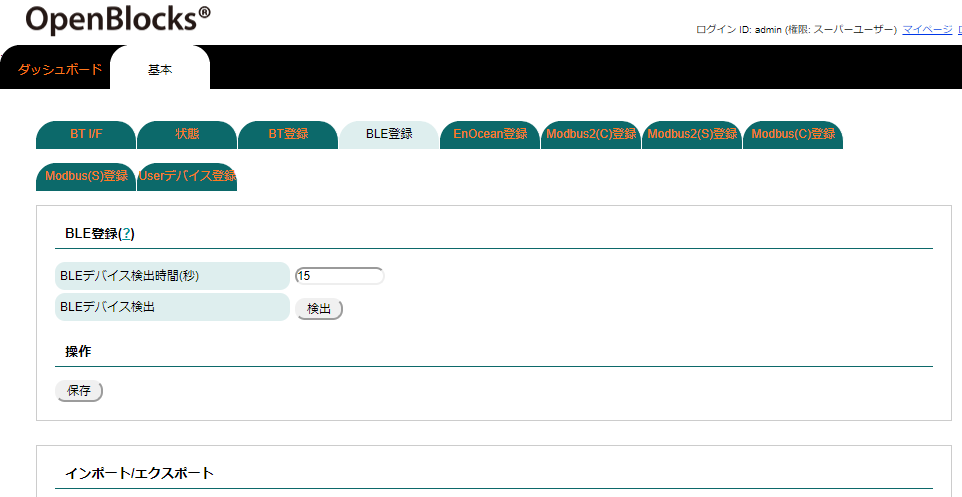 OpenBlocks®
ログイン ID: admin (権限: スーパーユーザー) マイページ
ダッシュボード 基本
BT I/F 状態 BT登録 BLE登録 EnOcean登録 Modbus2(C)登録 Modbus2(S)登録 Modbus(C)登録
Modbus(S)登録 Userデバイス登録
BLE登録(?)
BLEデバイス検出時間(秒) 15
BLEデバイス検出 検出
操作
保存
インポート/エクスポート